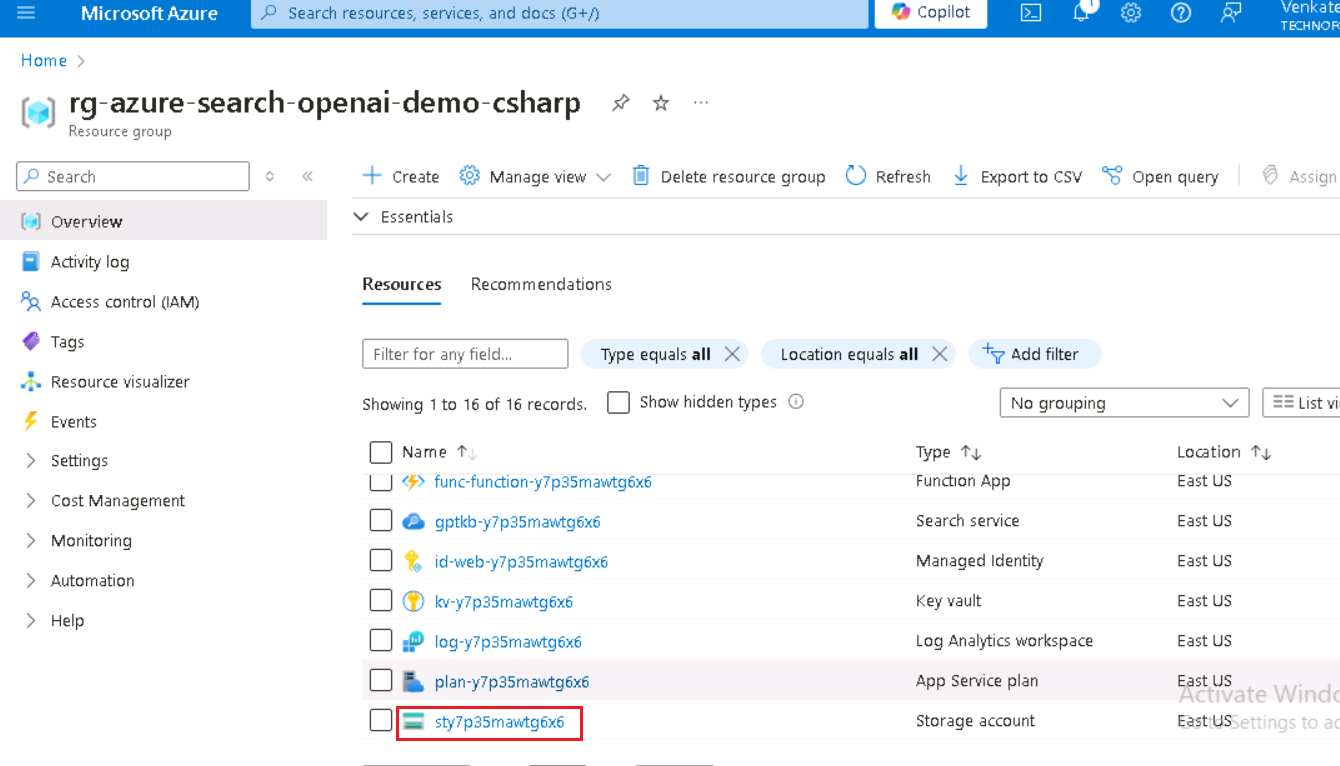 Microsoft Azure
Search resources, services, and docs (G+/)
Copilot
1
Venkate
TECHNOFO
Home
rg-azure-search-openai-demo-csharp
Resource group
Search
Create
Manage view
Delete resource group
Refresh
Export to CSV
Open query
Assign
Overview
Activity log
Access control (IAM)
Tags
Resource visualizer
Events
Settings
Cost Management
Monitoring
Automation
Help
Essentials
Resources Recommendations
Filter for any field...
Type equals all
Location equals all
Add filter
Showing 1 to 16 of 16 records.
Show hidden types
No grouping
List vi
Name Type Location
func-function-y7p35mawtg6x6 Function App East US
gptkb-y7p35mawtg6x6 Search service East US
id-web-y7p35mawtg6x6 Managed Identity East US
kv-y7p35mawtg6x6 Key vault East US
log-y7p35mawtg6x6 Log Analytics workspace East US
plan-y7p35mawtg6x6 App Service plan East US
sty7p35mawtg6x6 Storage account East US
Activate Windo
Settings to ac